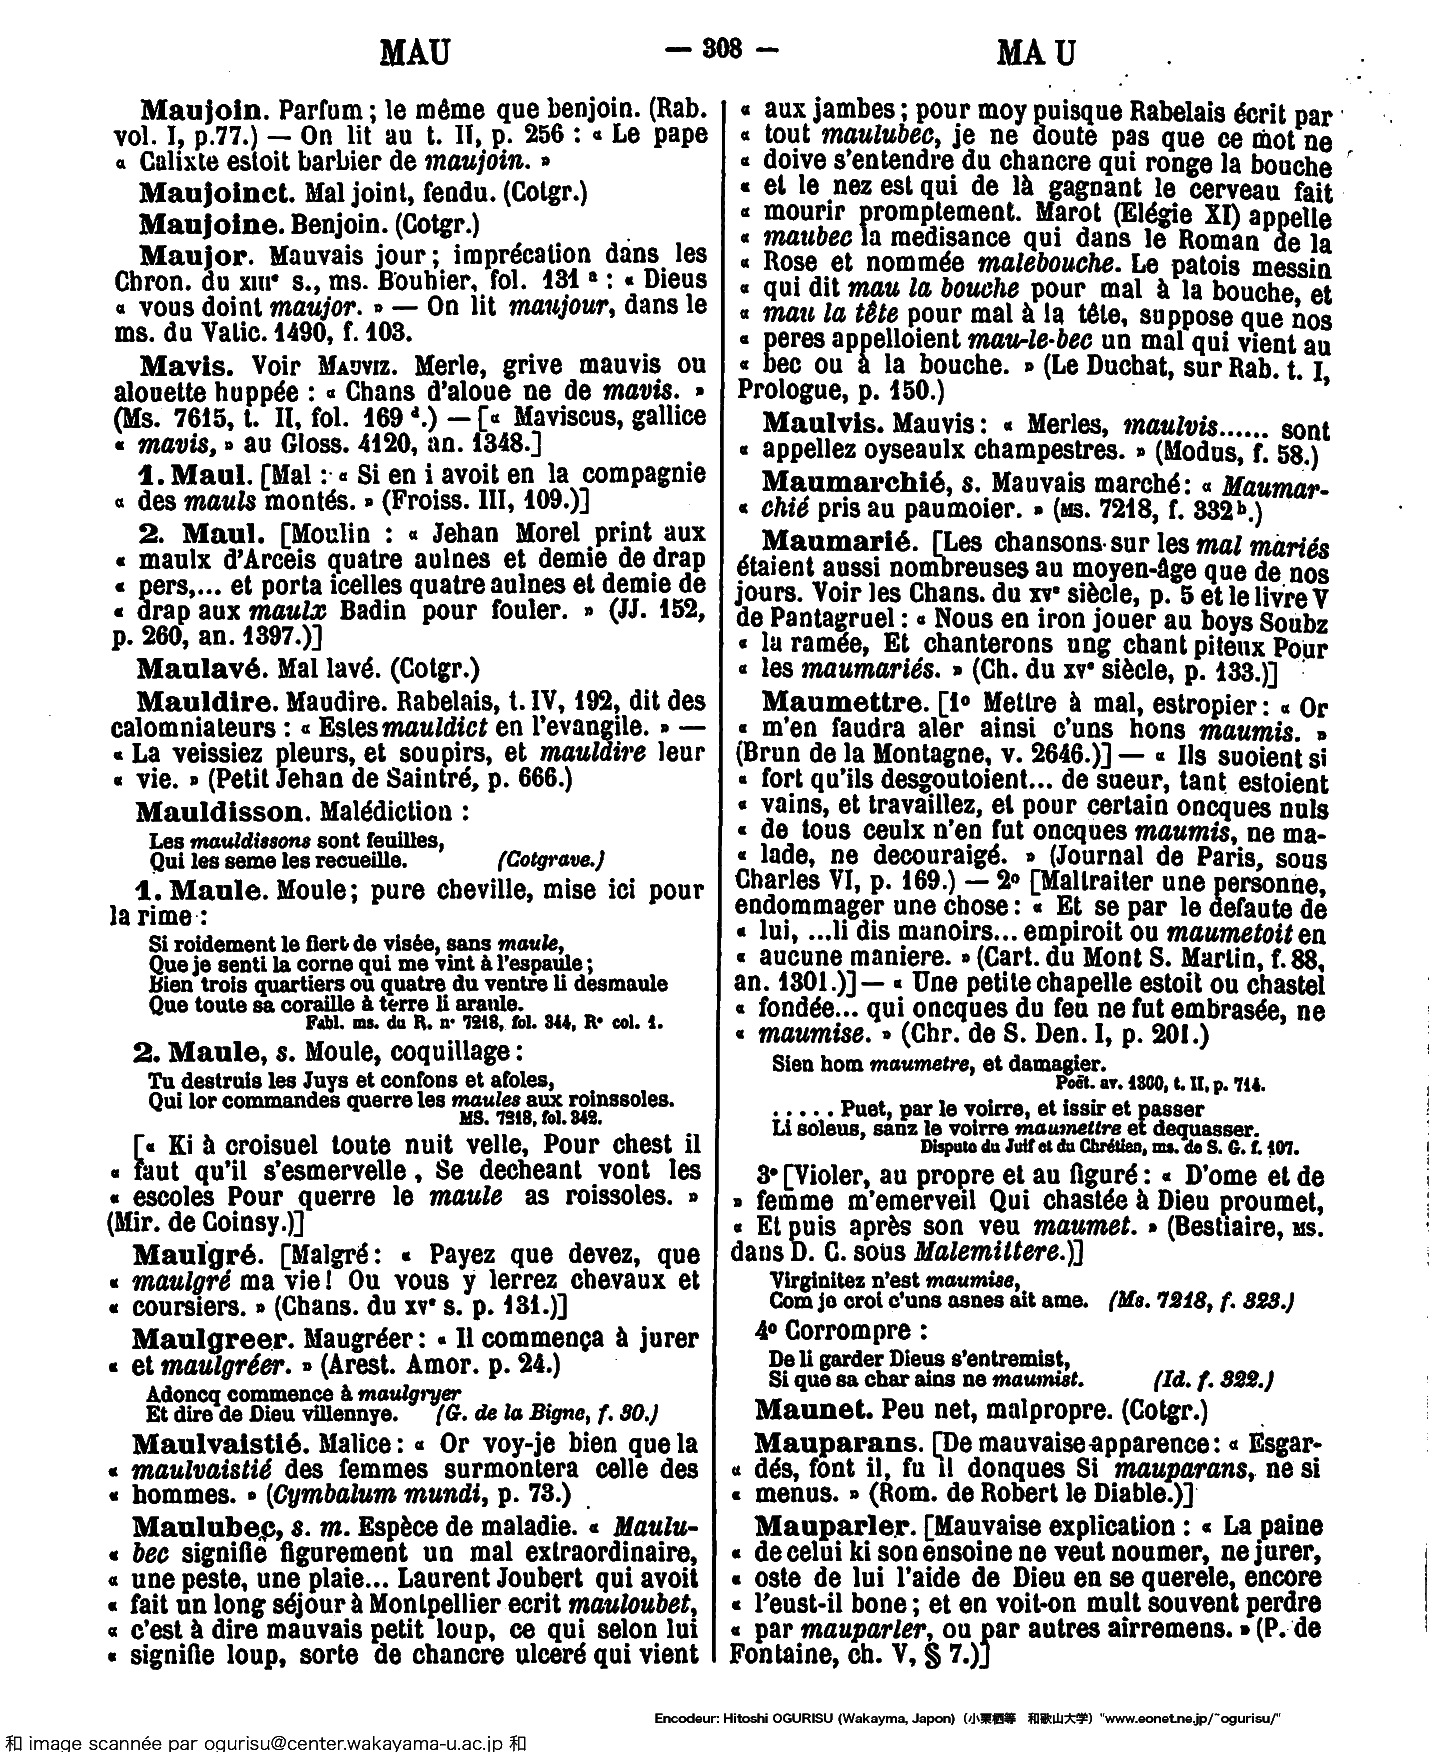 MAU — 308 — MAU
Maujoin. Parfum ; le même que benjoin. (Rab.
vol. I, p.77.) — On lit au t. II, p. 256 : « Le pape
« Calixte estoit barbier de maujoin. »
Maujoinct. Mal joint, fendu. (Cotgr.)
Maujoine. Benjoin. (Cotgr.)
Maujor. Mauvais jour ; imprécation dans les
Chron. du XIIIe s., ms. Bouhier, fol. 131 a : « Dieus
« vous doint maujor. » — On lit maujour, dans le
ms. du Vatic. 1490, f. 103.
Mavis. Voir MAUVIZ. Merle, grive mauvis ou
alouette huppée : « Chans d'aloue ne de mavis. »
(Ms. 7615, t. II, fol. 169 d.) — [« Maviscus, gallice
« mavis, » au Gloss. 4120, an. 1348.]
1. Maul. [Mal : « Si en i avoit en la compagnie
« des mauls montés. » (Froiss. III, 109.)]
2. Maul. [Moulin : « Jehan Morel print aux
« maulx d'Arceis quatre aulnes et demie de drap
« pers,... et porta icelles quatre aulnes et demie de
« drap aux maulx Badin pour fouler. » (JJ. 152,
p. 260, an. 1397.)]
Maulavé. Mal lavé. (Cotgr.)
Mauldire. Maudire. Rabelais, t. IV, 192, dit des
calomniateurs : « Estes mauldict en l'evangile. » —
« La veissiez pleurs, et soupirs, et mauldire leur
« vie. » (Petit Jehan de Saintré, p. 666.)
Mauldisson. Malédiction :
Les mauldissons sont feuilles,
Qui les seme les recueille. (Cotgrave.)
1. Maule. Moule ; pure cheville, mise ici pour
la rime :
Si roidement le fiert de visée, sans maule,
Que je senti la corne qui me vint à l'espaule ;
Bien trois quartiers ou quatre du ventre li desmaule
Que toute sa coraille à terre li araule.
Fabl. ms. du R. n° 7218, fol. 344, R° col. 1.
2. Maule, s. Moule, coquillage :
Tu destruis les Juys et confons et afoles,
Qui lor commandes querre les maules aux roinssoles.
MS. 7218, fol. 342.
[« Ki à croisuel toute nuit velle, Pour chest il
« faut qu'il s'esmervelle, Se decheant vont les
« escoles Pour querre le maule as roissoles. »
(Mir. de Coinsy.)]
Maulgré. [Malgré : « Payez que devez, que
« maulgré ma vie ! Ou vous y lerrez chevaux et
« coursiers. » (Chans. du XVe s. p. 131.)]
Maulgreer. Maugréer : « Il commença à jurer
« et maulgréer. » (Arest. Amor. p. 24.)
Adoncq commence à maulgryer
Et dire de Dieu villennye. (G. de la Bigne, f. 30.)
Maulvaistié. Malice : « Or voy-je bien que la
« maulvaistié des femmes surmontera celle des
« hommes. » (Cymbalum mundi, p. 73.)
Maulubec, s. m. Espèce de maladie. « Maulu-
« bec signifie figurement un mal extraordinaire,
« une peste, une plaie... Laurent Joubert qui avoit
« fait un long séjour à Montpellier ecrit mauloubet,
« c'est à dire mauvais petit loup, ce qui selon lui
« signifie loup, sorte de chancre ulceré qui vient
« aux jambes ; pour moy puisque Rabelais écrit par
« tout maulubec, je ne doute pas que ce mot ne
« doive s'entendre du chancre qui ronge la bouche
« et le nez est qui de là gagnant le cerveau fait
« mourir promptement. Marot (Elégie XI) appelle
« maubec la medisance qui dans le Roman de la
« Rose et nommée malebouche. Le patois messin
« qui dit mau la bouche pour mal à la bouche, et
« mau la tête pour mal à la tête, suppose que nos
« peres appelloient mau-le-bec un mal qui vient au
« bec ou à la bouche. » (Le Duchat, sur Rab. t. I,
Prologue, p. 150.)
Maulvis. Mauvis : « Merles, maulvis...... sont
« appellez oyseaulx champestres. » (Modus, f. 58.)
Maumarchié, s. Mauvais marché : « Maumar-
« chié pris au paumoier. » (MS. 7218, f. 332 b.)
Maumarié. [Les chansons sur les mal mariés
étaient aussi nombreuses au moyen-âge que de nos
jours. Voir les Chans. du XVe siècle, p. 5 et le livre V
de Pantagruel : « Nous en iron jouer au boys Soubz
« la ramée, Et chanterons ung chant piteux Pour
« les maumariés. » (Ch. du XVe siècle, p. 133.)]
Maumettre. [1° Mettre à mal, estropier : « Or
« m'en faudra aler ainsi c'uns hons maumis. »
(Brun de la Montagne, v. 2646.)] — « Ils suoient si
« fort qu'ils desgoutoient... de sueur, tant estoient
« vains, et travaillez, et pour certain oncques nuls
« de tous ceulx n'en fut oncques maumis, ne ma-
« lade, ne decouraigé. » (Journal de Paris, sous
Charles VI, p. 169.) — 2° [Maltraiter une personne,
endommager une chose : « Et se par le defaute de
« lui, ...li dis manoirs... empiroit ou maumetoit en
« aucune maniere. » (Cart. du Mont S. Martin, f. 88,
an. 1301.)] — « Une petite chapelle estoit ou chastel
« fondée... qui oncques du feu ne fut embrasée, ne
« maumise. » (Chr. de S. Den. I, p. 201.)
Sien hom maumetre, et damagier.
Poët. av. 1300, t. II, p. 714.
..... Puet, par le voirre, et issir et passer
Li soleus, sanz le voirre maumettre et dequasser.
Dispute du Juif et du Chrétien, ms. de S. G. f. 107.
3° [Violer, au propre et au figuré : « D'ome et de
» femme m'emerveil Qui chastée à Dieu proumet,
« Et puis après son veu maumet. » (Bestiaire, MS.
dans D. C. sous Malemittere.)]
Virginitez n'est maumise,
Com je croi c'uns asnes ait ame. (Ms. 7218, f. 323.)
4° Corrompre :
De li garder Dieus s'entremist,
Si que sa char ains ne maumist. (Id. f. 322.)
Maunet. Peu net, malpropre. (Cotgr.)
Mauparans. [De mauvaise apparence : « Esgar-
« dés, font il, fu il donques Si mauparans, ne si
« menus. » (Rom. de Robert le Diable.)]
Mauparler. [Mauvaise explication : « La paine
« de celui ki son ensoine ne veut noumer, ne jurer,
« oste de lui l'aide de Dieu en se querele, encore
« l'eust-il bone ; et en voit-on mult souvent perdre
« par mauparler, ou par autres airremens. » (P. de
Fontaine, ch. V, § 7.)]
Encodeur: Hitoshi OGURISU (Wakayma, Japon) (小栗栖等 和歌山大学) "www.eonet.ne.jp/~ogurisu/"
和 image scannée par ogurisu@center.wakayama-u.ac.jp 和